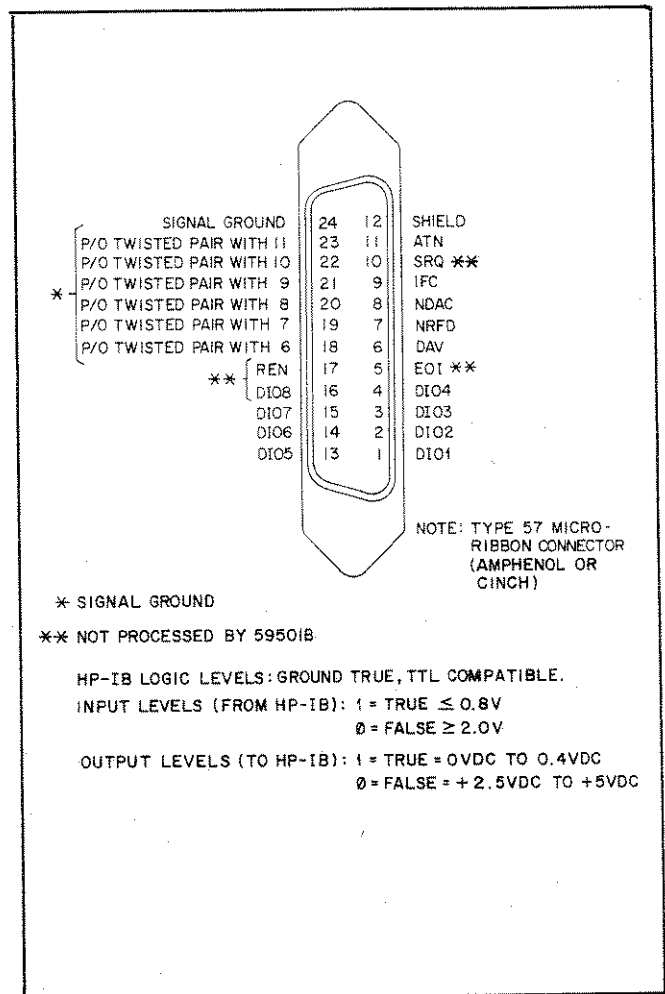 SIGNAL GROUND 24 12 SHIELD
P/O TWISTED PAIR WITH 11 23 11 ATN
P/O TWISTED PAIR WITH 10 22 10 SRQ **
* P/O TWISTED PAIR WITH 9 21 9 IFC
P/O TWISTED PAIR WITH 8 20 8 NDAC
P/O TWISTED PAIR WITH 7 19 7 NRFD
P/O TWISTED PAIR WITH 6 18 6 DAV
** REN 17 5 EOI **
DIO8 16 4 DIO4
DIO7 15 3 DIO3
DIO6 14 2 DIO2
DIO5 13 1 DIO1
NOTE: TYPE 57 MICRO-
RIBBON CONNECTOR
(AMPHENOL OR
CINCH)
* SIGNAL GROUND
** NOT PROCESSED BY 59501B
HP-IB LOGIC LEVELS: GROUND TRUE, TTL COMPATIBLE.
INPUT LEVELS (FROM HP-IB): 1 = TRUE ≤ 0.8V
0 = FALSE ≥ 2.0V
OUTPUT LEVELS (TO HP-IB): 1 = TRUE = 0VDC TO 0.4VDC
0 = FALSE = +2.5VDC TO +5VDC